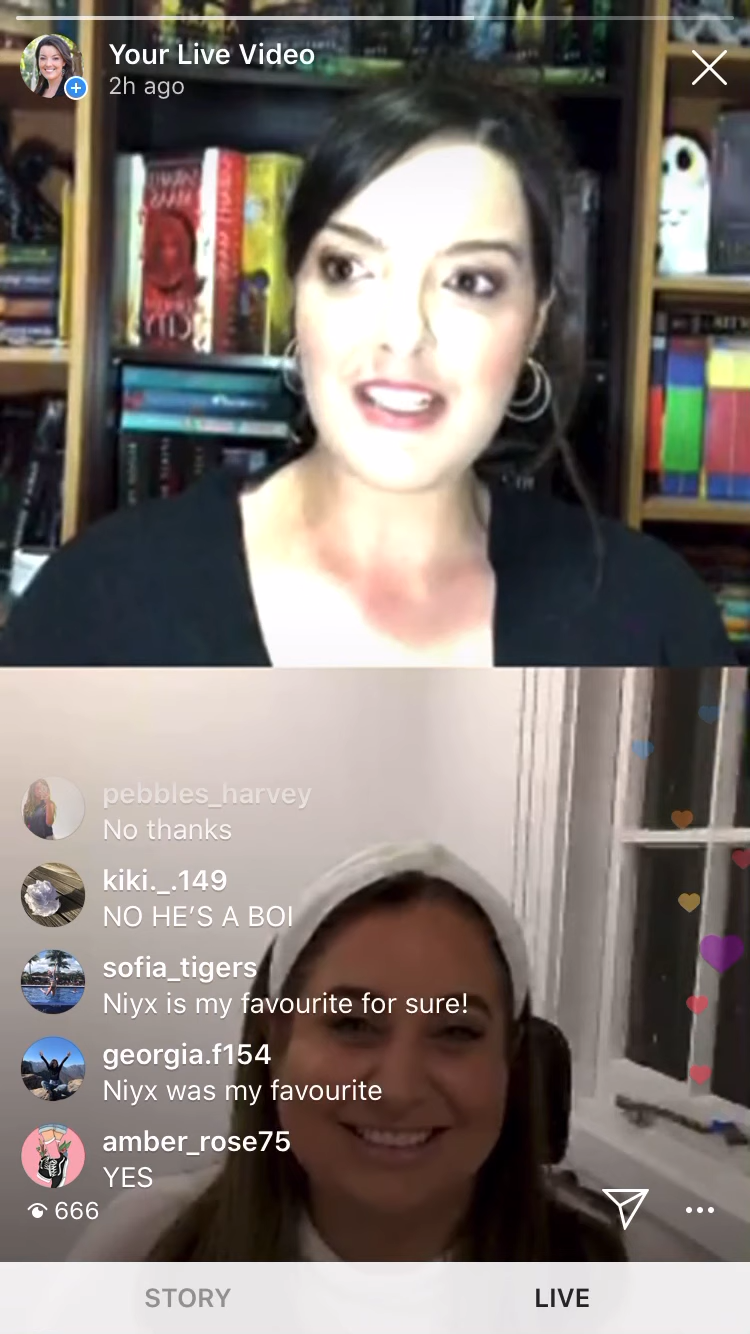 Your Live Video
2h ago
pebbles_harvey
No thanks
kiki._.149
NO HE'S A BOI
sofia_tigers
Niyx is my favourite for sure!
georgia.f154
Niyx was my favourite
amber_rose75
YES
666
STORY
LIVE